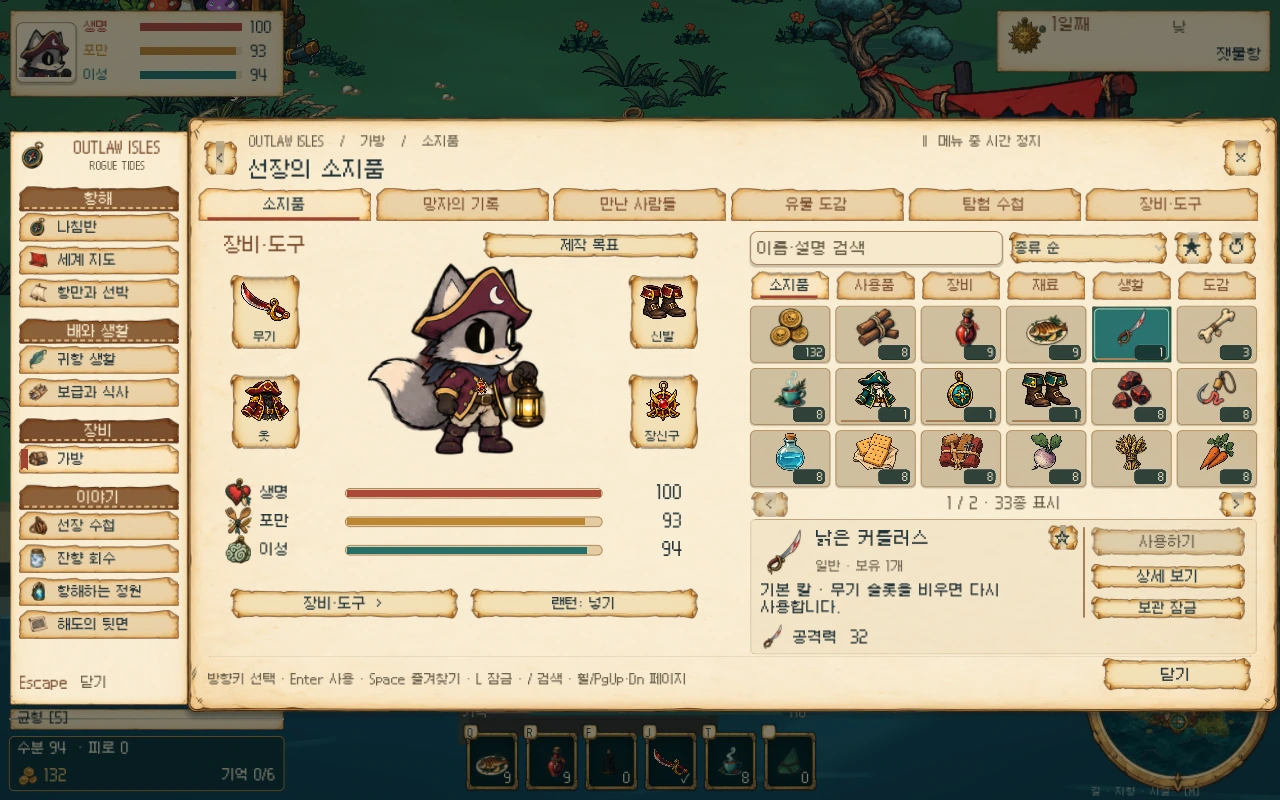 생명 100
포만 93
이성 94
1일째 낮
잿물항
OUTLAW ISLES
ROGUE TIDES
항해
나침반
세계 지도
항만과 선박
배와 생활
귀항 생활
보급과 식사
장비
가방
이야기
선장 수첩
잔향 회수
항해하는 정원
해도의 뒷면
Escape 닫기
OUTLAW ISLES / 가방 / 소지품
Ⅱ 메뉴 중 시간 정지
선장의 소지품
소지품 망자의 기록 만난 사람들 유물 도감 탐험 수첩 장비·도구
장비·도구
제작 목표
무기
신발
옷
장신구
생명 100
포만 93
이성 94
장비·도구 >
랜턴: 넣기
이름·설명 검색
종류 순
소지품 사용품 장비 재료 생활 도감
132 8 9 9 1 3
8 1 1 1 8 8
8 8 8 8 8 8
< 1 / 2 · 33종 표시 >
낡은 커틀러스
일반 · 보유 1개
기본 칼 · 무기 슬롯을 비우면 다시
사용합니다.
공격력 32
사용하기
상세 보기
보관 잠금
방향키 선택 · Enter 사용 · Space 즐겨찾기 · L 잠금 · / 검색 · 휠/PgUp·Dn 페이지
닫기
균형 [5]
수분 94 · 피로 0
132 기억 0/6
Q R F J T
9 9 0 ✓ 8 0